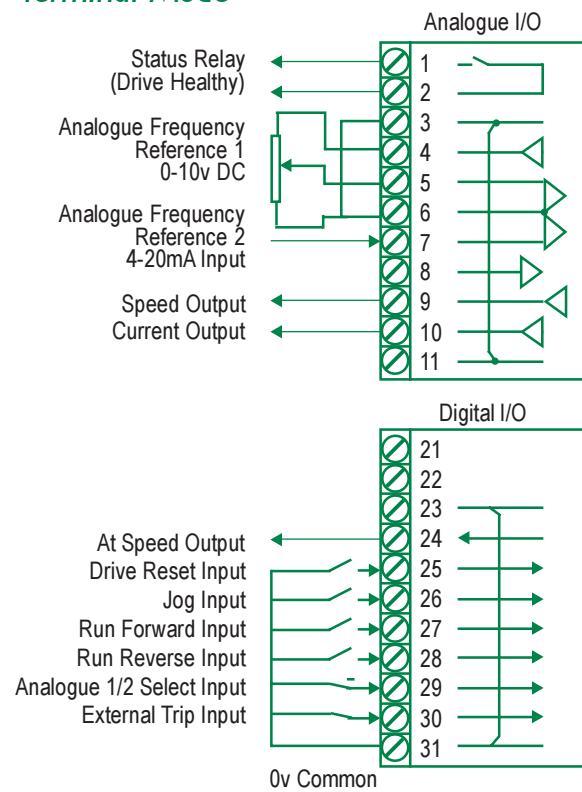 Analogue I/O
Status Relay
(Drive Healthy)
Analogue Frequency
Reference 1
0-10v DC
Analogue Frequency
Reference 2
4-20mA Input
Speed Output
Current Output
1
2
3
4
5
6
7
8
9
10
11
Digital I/O
At Speed Output
Drive Reset Input
Jog Input
Run Forward Input
Run Reverse Input
Analogue 1/2 Select Input
External Trip Input
21
22
23
24
25
26
27
28
29
30
31
0v Common